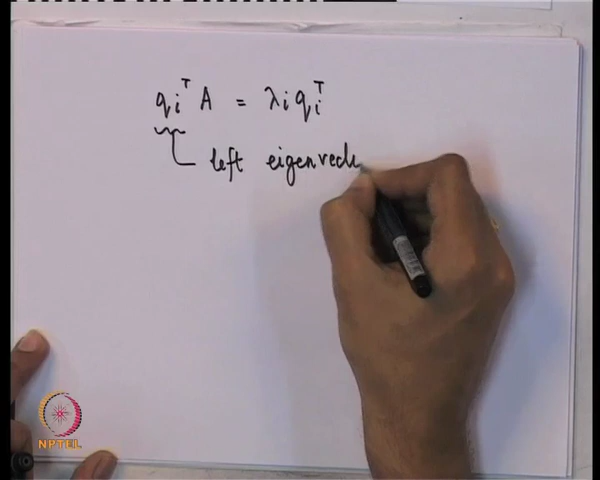 qᵢᵀ A = λᵢ qᵢᵀ
left eigenvect
NPTEL